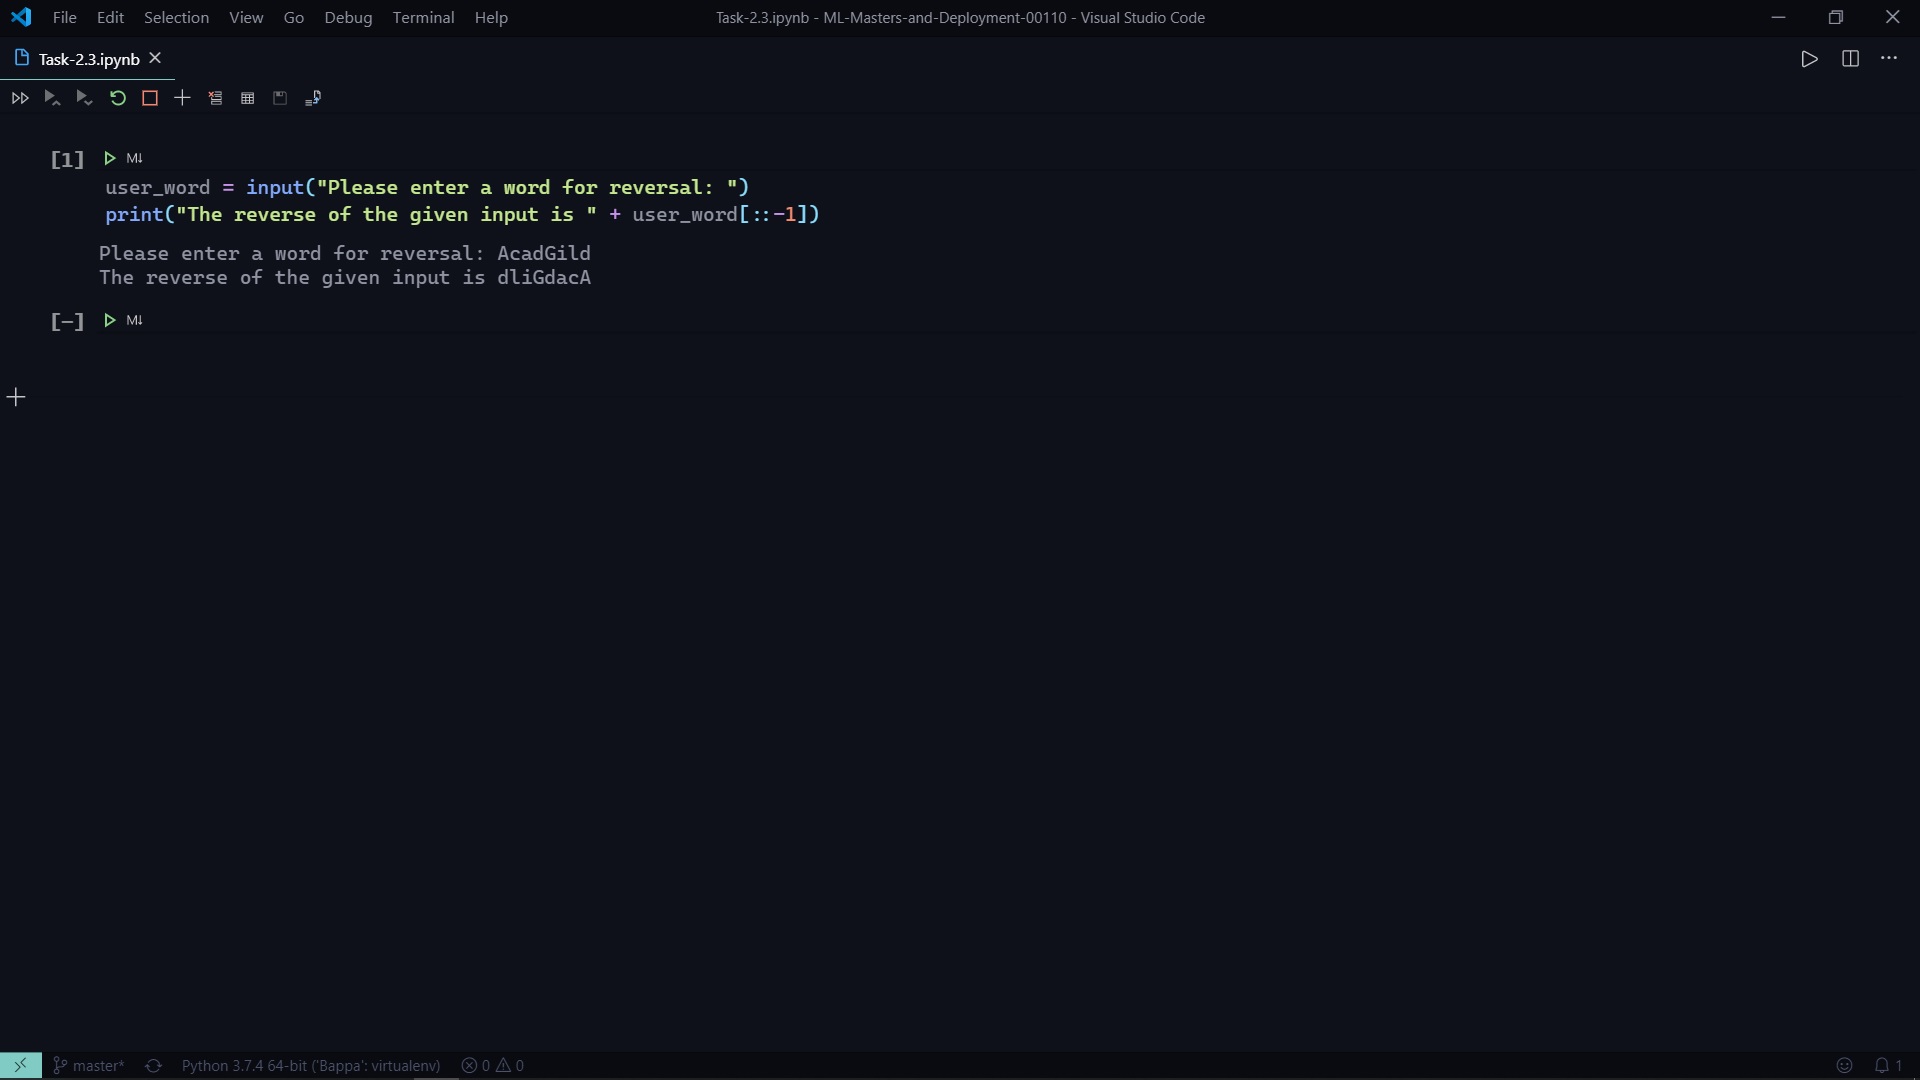 File Edit Selection View Go Debug Terminal Help Task-2.3.ipynb - ML-Masters-and-Deployment-00110 - Visual Studio Code
Task-2.3.ipynb
[1] M↓
user_word = input("Please enter a word for reversal: ")
print("The reverse of the given input is " + user_word[::-1])
Please enter a word for reversal: AcadGild
The reverse of the given input is dliGdacA
[-] M↓
master* Python 3.7.4 64-bit ('Bappa': virtualenv) 0 0 1